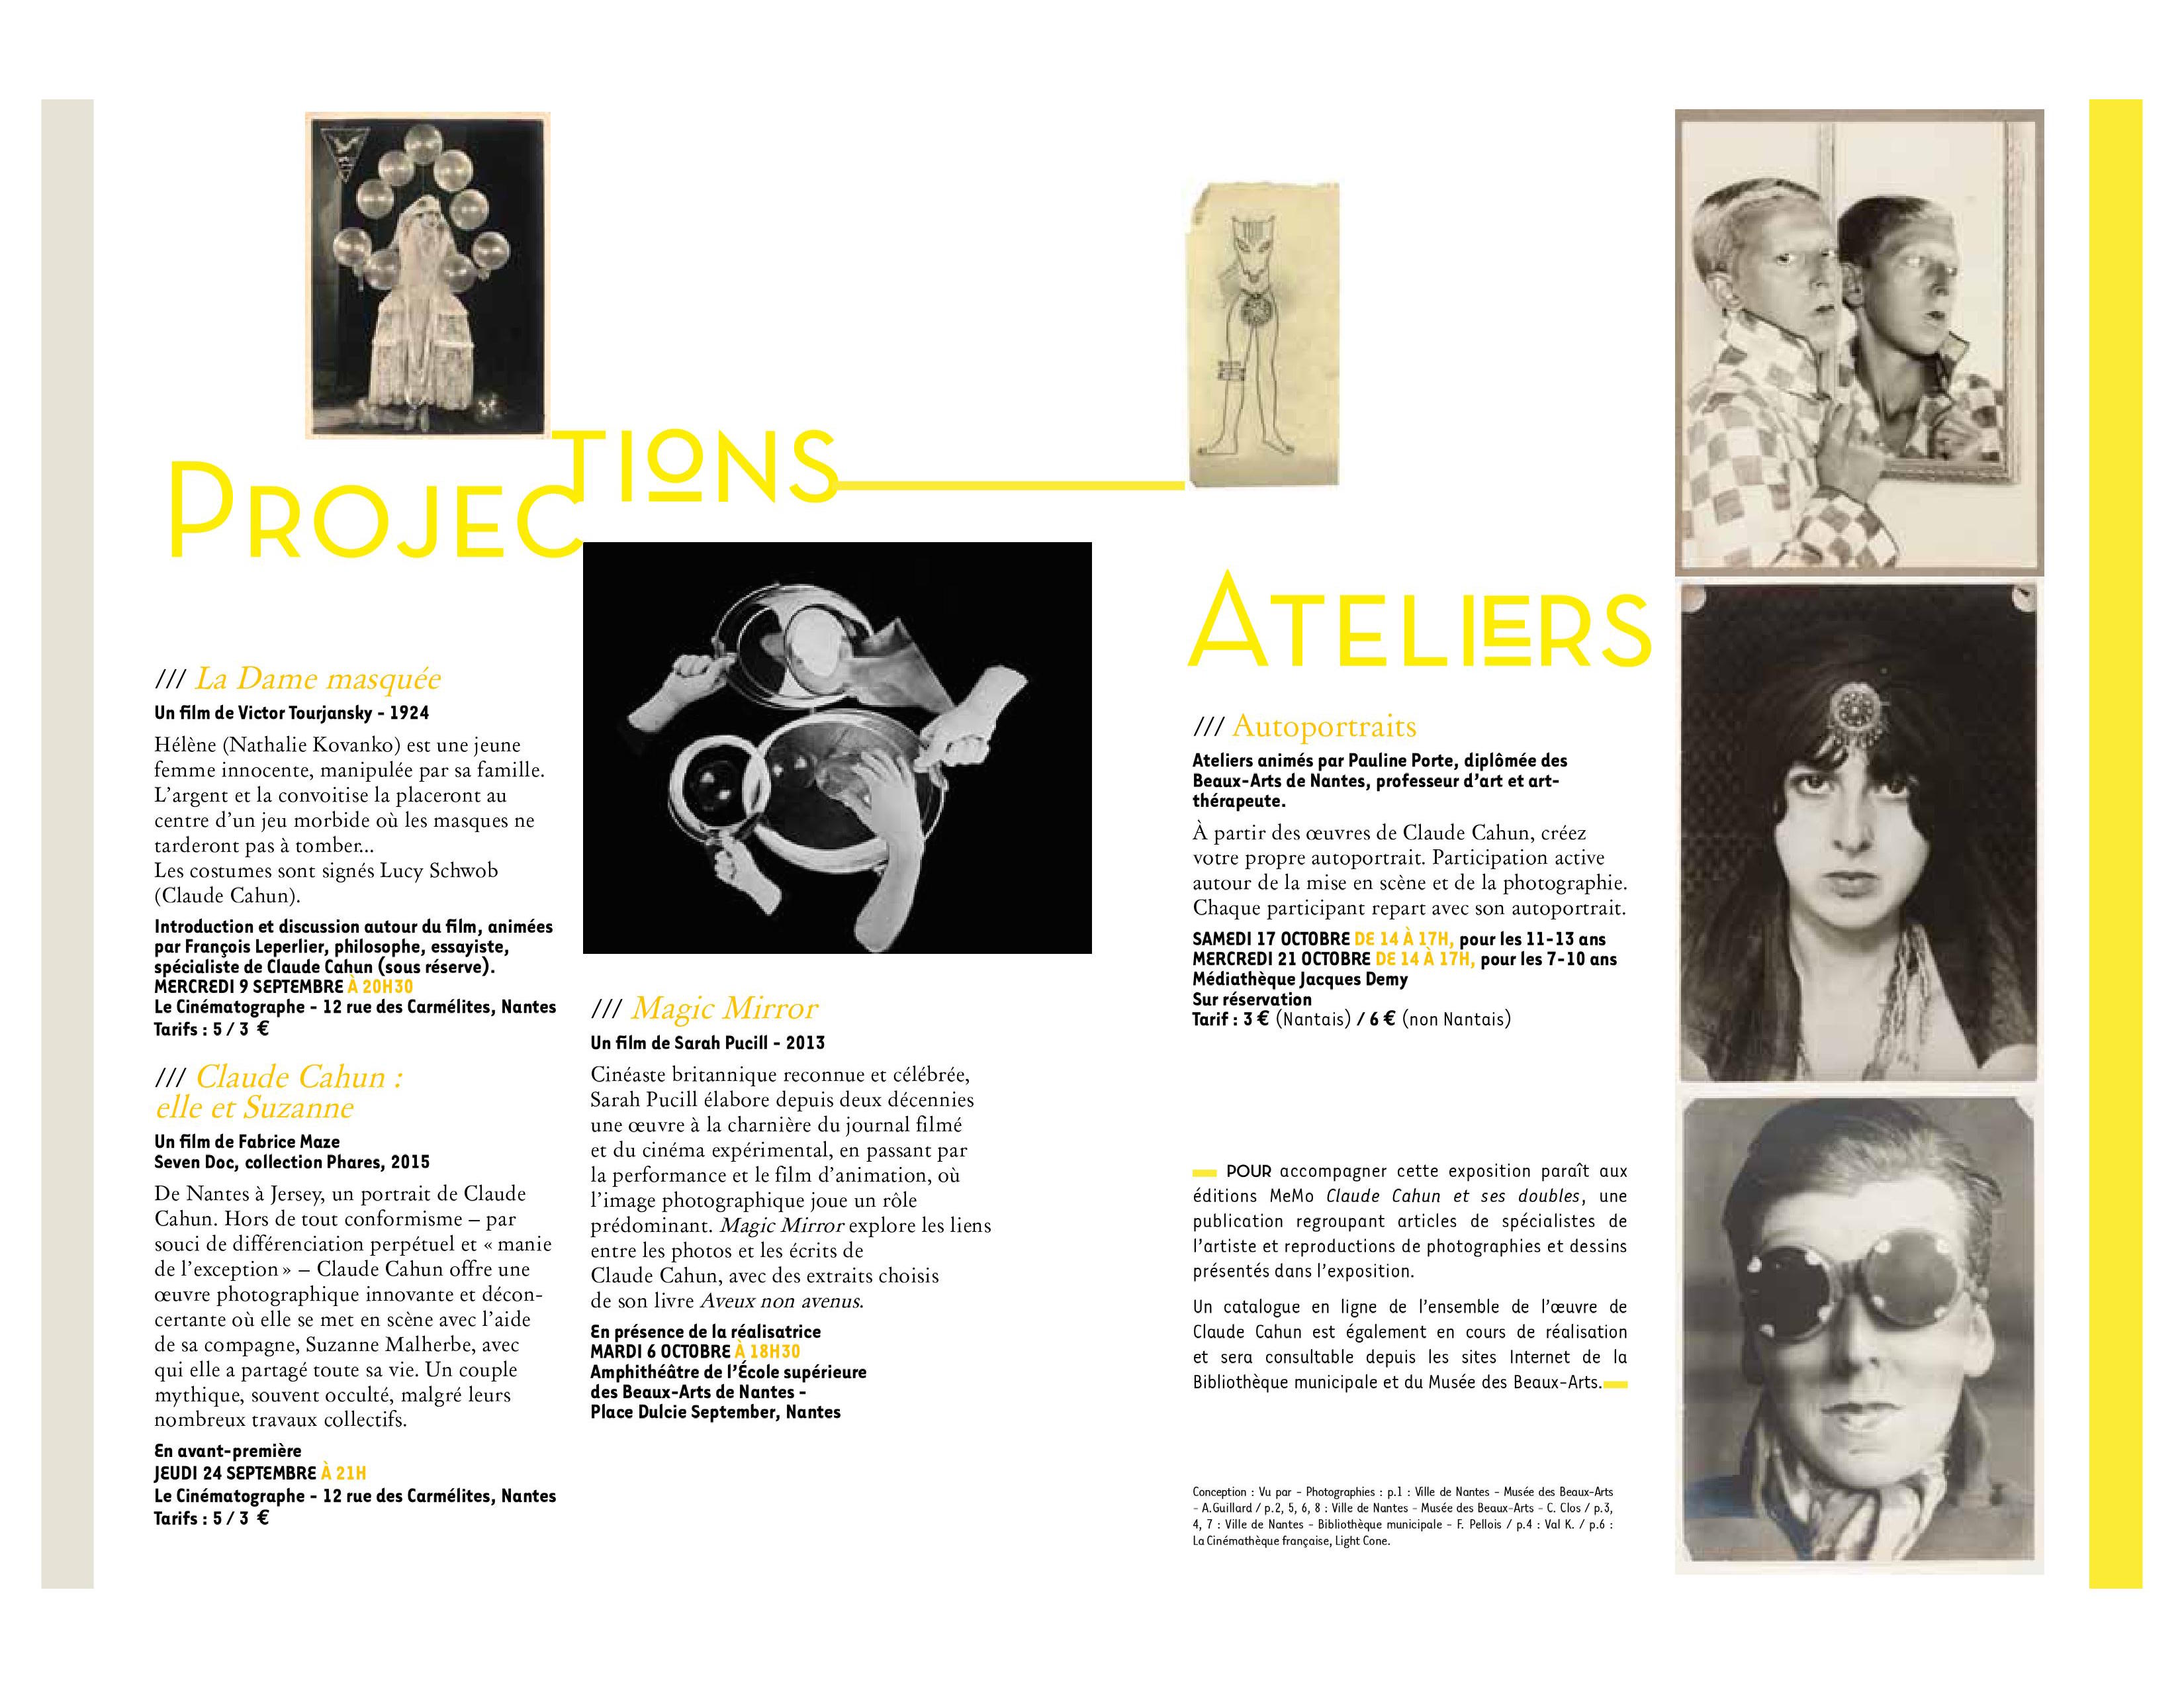 PROJECTIONS
/// La Dame masquée
Un film de Victor Tourjansky - 1924
Hélène (Nathalie Kovanko) est une jeune
femme innocente, manipulée par sa famille.
L'argent et la convoitise la placeront au
centre d'un jeu morbide où les masques ne
tarderont pas à tomber...
Les costumes sont signés Lucy Schwob
(Claude Cahun).
Introduction et discussion autour du film, animées
par François Leperlier, philosophe, essayiste,
spécialiste de Claude Cahun (sous réserve).
MERCREDI 9 SEPTEMBRE À 20H30
Le Cinématographe - 12 rue des Carmélites, Nantes
Tarifs : 5 / 3 €
/// Claude Cahun :
elle et Suzanne
Un film de Fabrice Maze
Seven Doc, collection Phares, 2015
De Nantes à Jersey, un portrait de Claude
Cahun. Hors de tout conformisme – par
souci de différenciation perpétuel et « manie
de l'exception » – Claude Cahun offre une
œuvre photographique innovante et décon-
certante où elle se met en scène avec l'aide
de sa compagne, Suzanne Malherbe, avec
qui elle a partagé toute sa vie. Un couple
mythique, souvent occulté, malgré leurs
nombreux travaux collectifs.
En avant-première
JEUDI 24 SEPTEMBRE À 21H
Le Cinématographe - 12 rue des Carmélites, Nantes
Tarifs : 5 / 3 €
/// Magic Mirror
Un film de Sarah Pucill - 2013
Cinéaste britannique reconnue et célébrée,
Sarah Pucill élabore depuis deux décennies
une œuvre à la charnière du journal filmé
et du cinéma expérimental, en passant par
la performance et le film d'animation, où
l'image photographique joue un rôle
prédominant. Magic Mirror explore les liens
entre les photos et les écrits de
Claude Cahun, avec des extraits choisis
de son livre Aveux non avenus.
En présence de la réalisatrice
MARDI 6 OCTOBRE À 18H30
Amphithéâtre de l'École supérieure
des Beaux-Arts de Nantes -
Place Dulcie September, Nantes
ATELIERS
/// Autoportraits
Ateliers animés par Pauline Porte, diplômée des
Beaux-Arts de Nantes, professeur d'art et art-
thérapeute.
À partir des œuvres de Claude Cahun, créez
votre propre autoportrait. Participation active
autour de la mise en scène et de la photographie.
Chaque participant repart avec son autoportrait.
SAMEDI 17 OCTOBRE DE 14 À 17H, pour les 11-13 ans
MERCREDI 21 OCTOBRE DE 14 À 17H, pour les 7-10 ans
Médiathèque Jacques Demy
Sur réservation
Tarif : 3 € (Nantais) / 6 € (non Nantais)
POUR accompagner cette exposition paraît aux
éditions MeMo Claude Cahun et ses doubles, une
publication regroupant articles de spécialistes de
l'artiste et reproductions de photographies et dessins
présentés dans l'exposition.
Un catalogue en ligne de l'ensemble de l'œuvre de
Claude Cahun est également en cours de réalisation
et sera consultable depuis les sites Internet de la
Bibliothèque municipale et du Musée des Beaux-Arts.
Conception : Vu par - Photographies : p.1 : Ville de Nantes - Musée des Beaux-Arts
- A.Guillard / p.2, 5, 6, 8 : Ville de Nantes - Musée des Beaux-Arts - C. Clos / p.3,
4, 7 : Ville de Nantes - Bibliothèque municipale - F. Pellois / p.4 : Val K. / p.6 :
La Cinémathèque française, Light Cone.